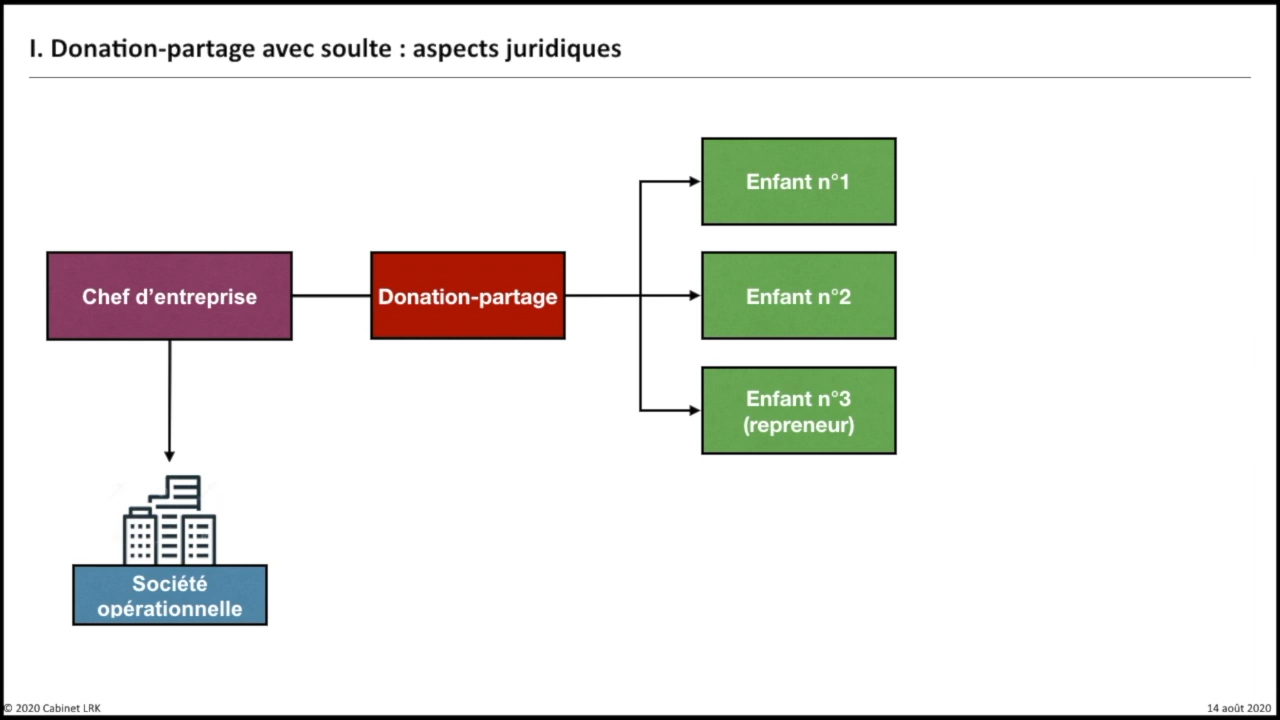 I. Donation-partage avec soulte : aspects juridiques
Enfant n°1
Chef d’entreprise
Donation-partage
Enfant n°2
Enfant n°3
(repreneur)
Société
opérationnelle
© 2020 Cabinet LRK
14 août 2020